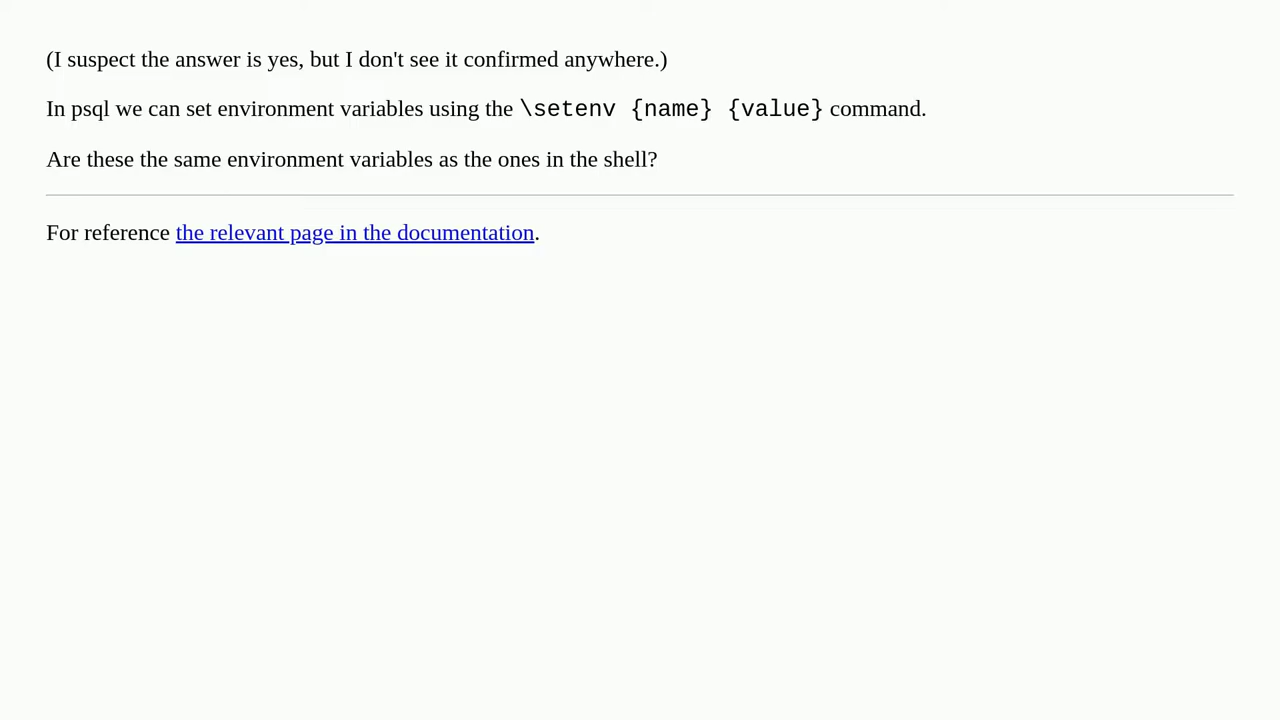 (I suspect the answer is yes, but I don't see it confirmed anywhere.)
In psql we can set environment variables using the \setenv {name} {value} command.
Are these the same environment variables as the ones in the shell?
For reference the relevant page in the documentation.